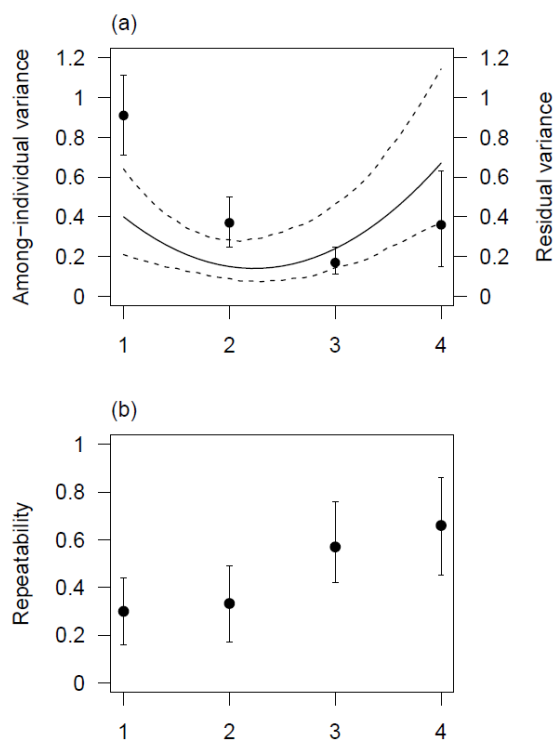 (a)
1.2 1.2
1 1
0.8 0.8
0.6 0.6
0.4 0.4
0.2 0.2
0 0
Among−individual variance
Residual variance
1 2 3 4
(b)
1
0.8
0.6
0.4
0.2
0
Repeatability
1 2 3 4